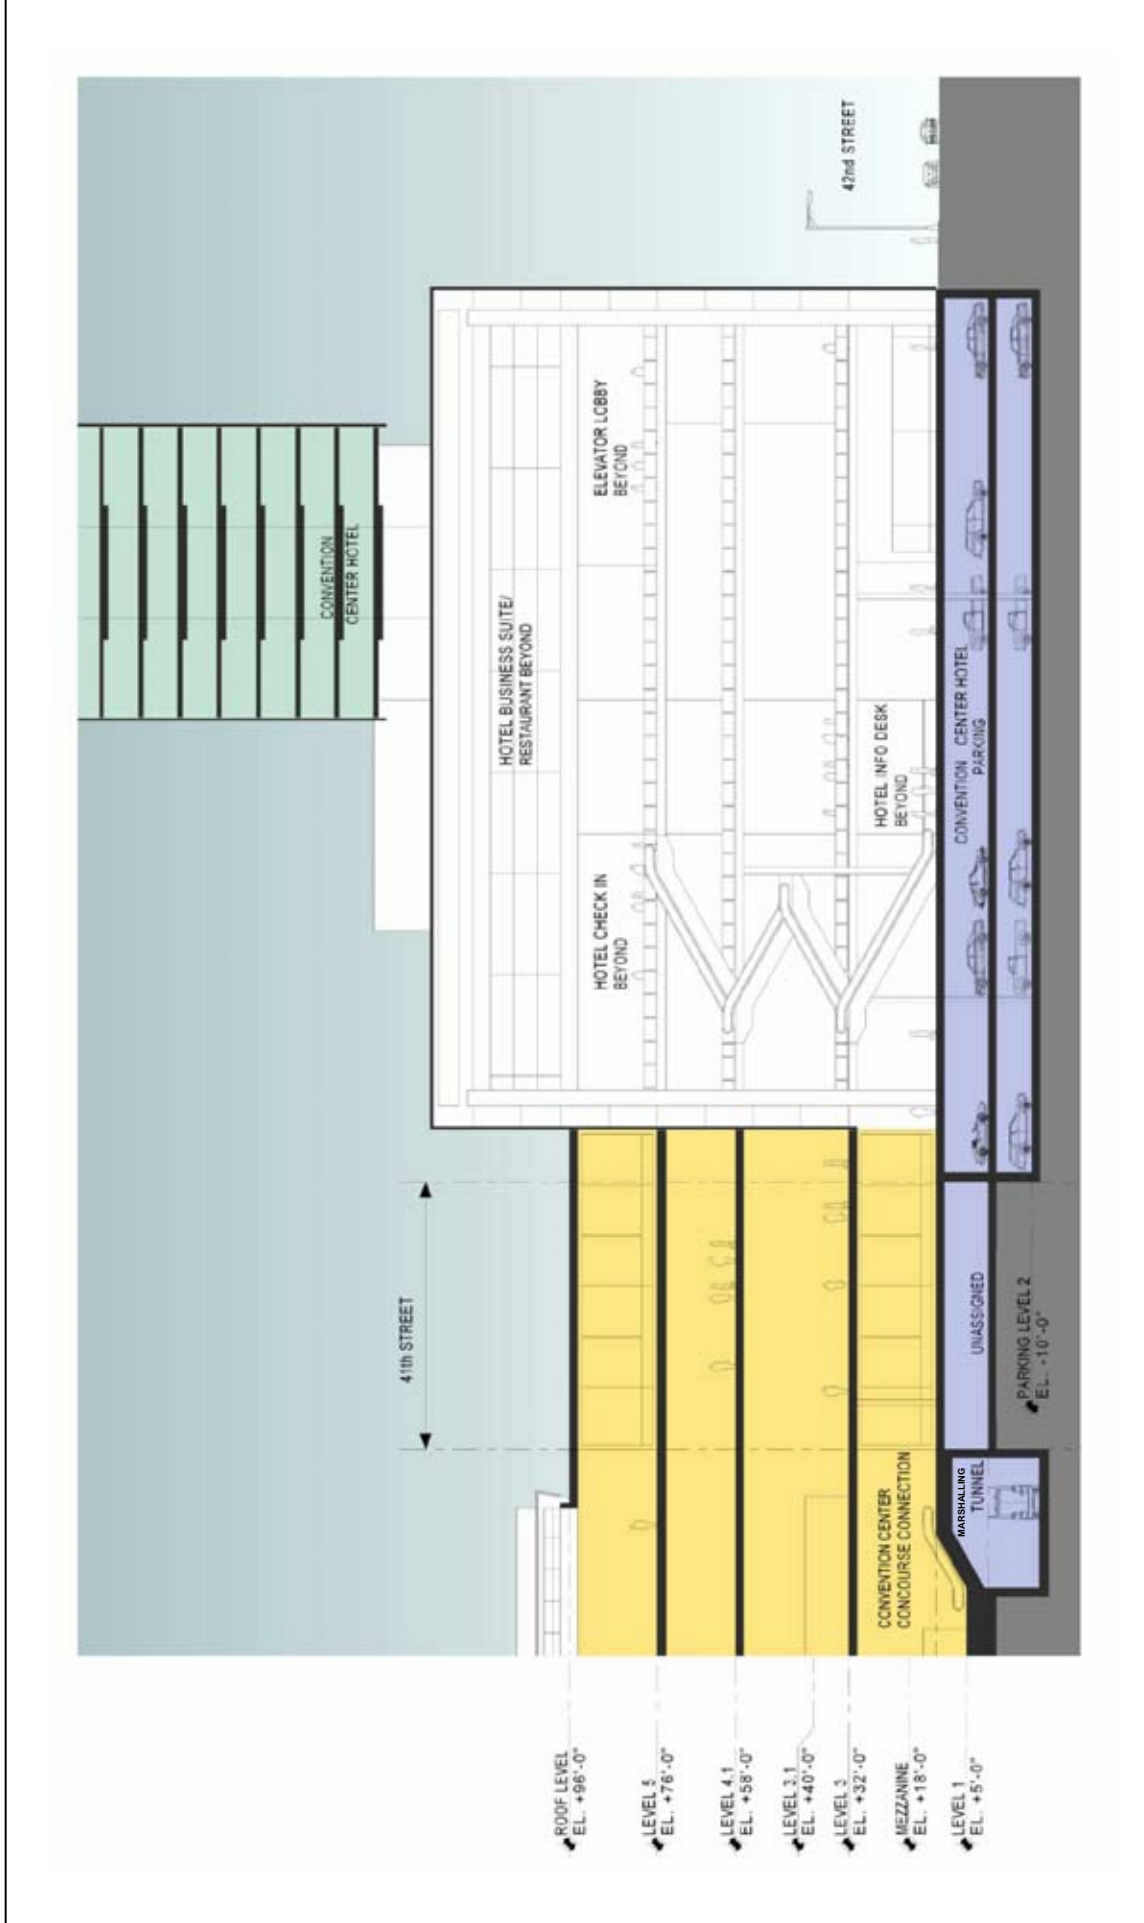 42nd STREET
CONVENTION
CENTER HOTEL
ELEVATOR LOBBY
BEYOND
HOTEL BUSINESS SUITE/
RESTAURANT BEYOND
HOTEL INFO DESK
BEYOND
HOTEL CHECK IN
BEYOND
CONVENTION CENTER HOTEL
PARKING
41th STREET
UNASSIGNED
PARKING LEVEL 2
EL. -10'-0"
MARSHALLING
TUNNEL
CONVENTION CENTER
CONCOURSE CONNECTION
ROOF LEVEL
EL. +96'-0"
LEVEL 5
EL. +76'-0"
LEVEL 4.1
EL. +58'-0"
LEVEL 3.1
EL. +40'-0"
LEVEL 3
EL. +32'-0"
MEZZANINE
EL. +18'-0"
LEVEL 1
EL. +5'-0"